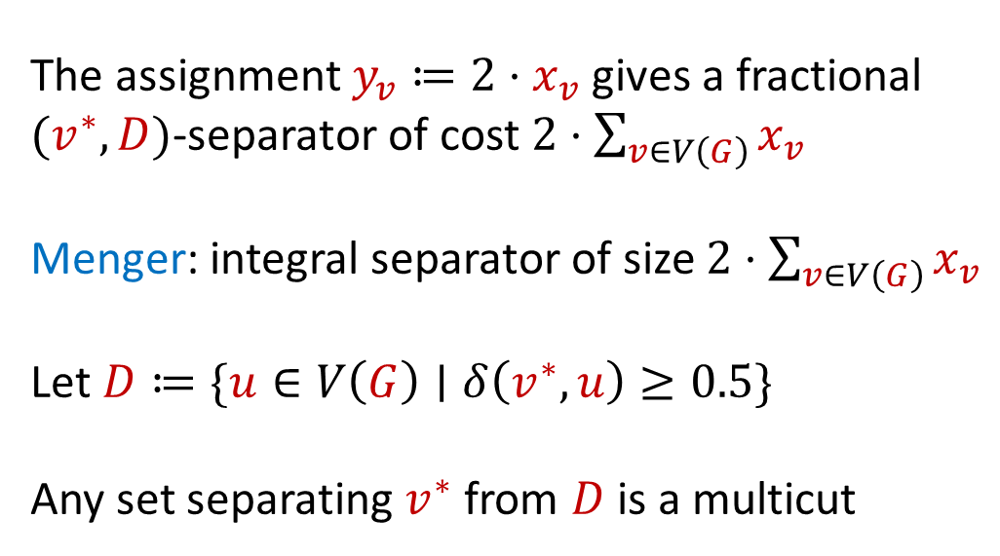 The assignment y_v ≔ 2 · x_v gives a fractional
(v*, D)-separator of cost 2 · ∑_{v∈V(G)} x_v
Menger: integral separator of size 2 · ∑_{v∈V(G)} x_v
Let D ≔ {u ∈ V(G) ∣ δ(v*, u) ≥ 0.5}
Any set separating v* from D is a multicut